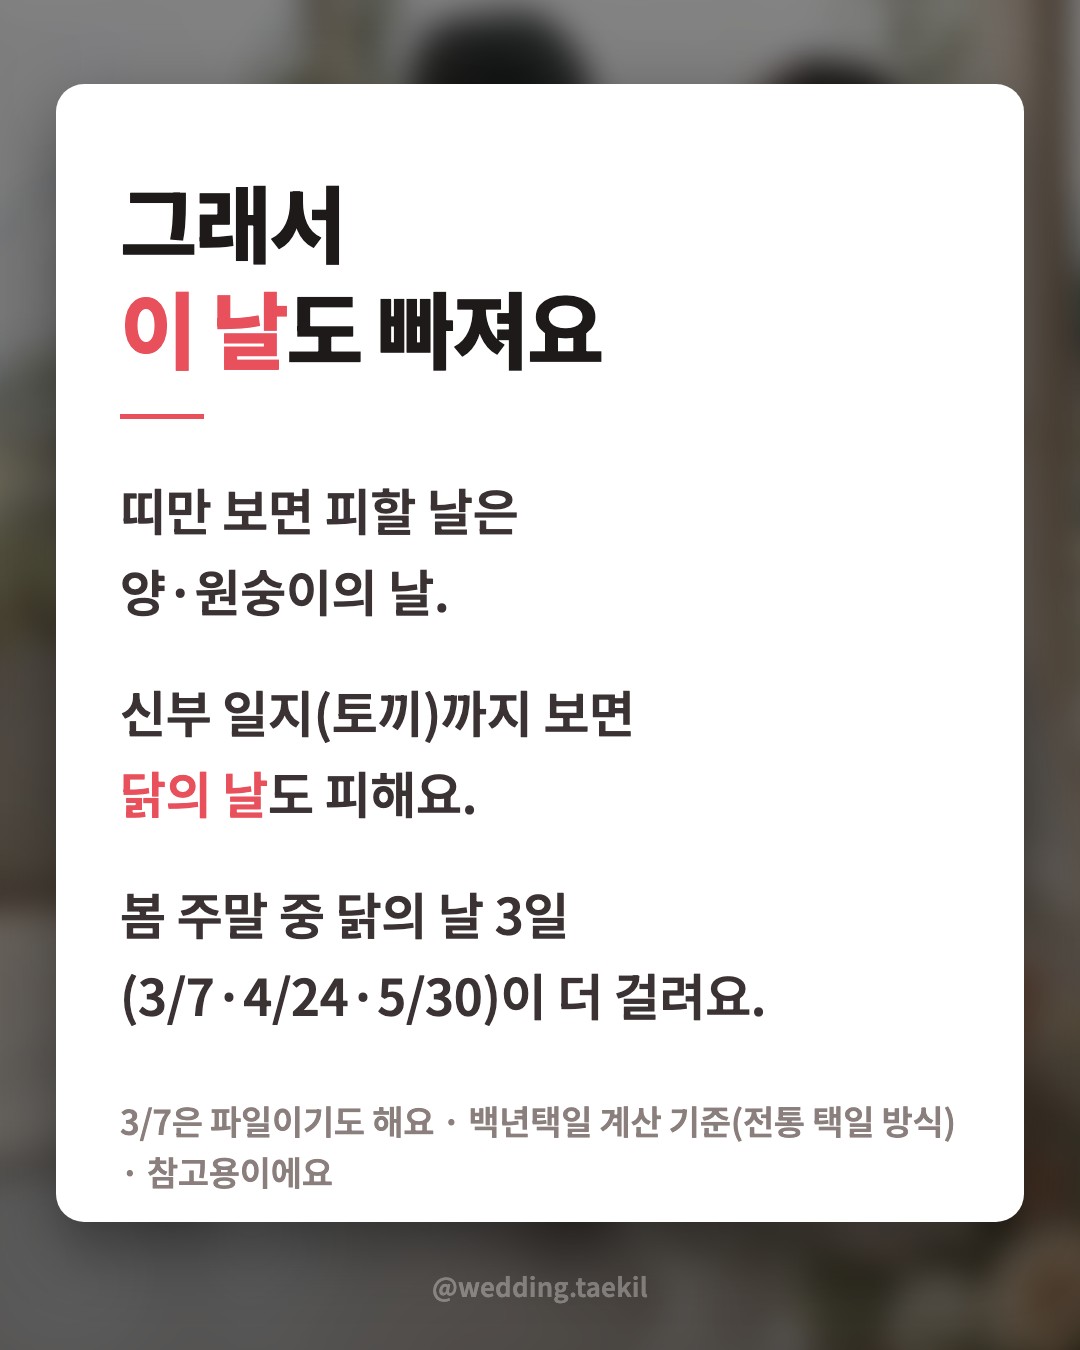 그래서
이 날도 빠져요
띠만 보면 피할 날은
양·원숭이의 날.
신부 일지(토끼)까지 보면
닭의 날도 피해요.
봄 주말 중 닭의 날 3일
(3/7·4/24·5/30)이 더 걸려요.
3/7은 파일이기도 해요 · 백년택일 계산 기준(전통 택일 방식)
· 참고용이에요
@wedding.taekil